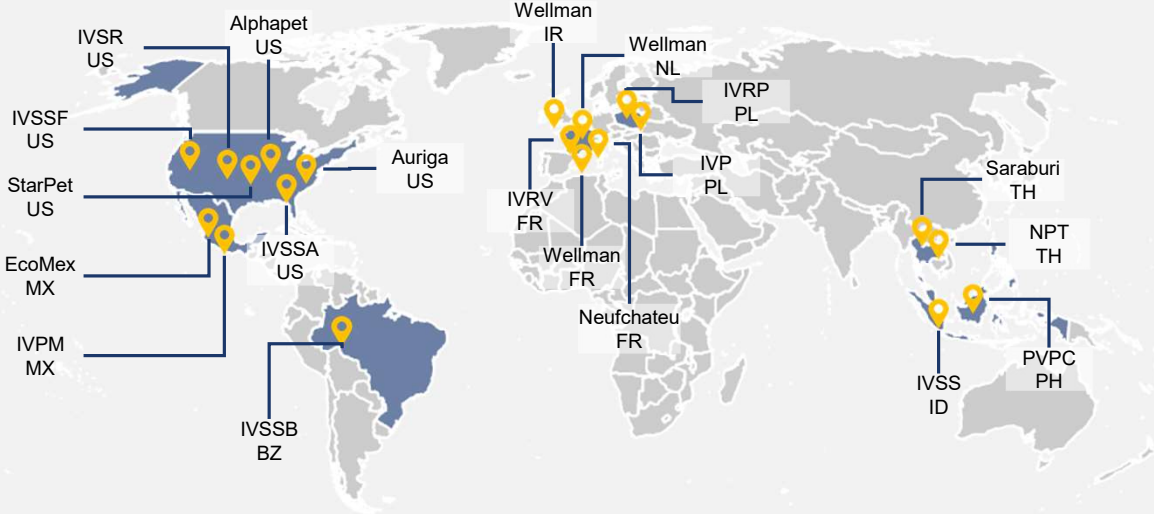 IVSR
US
Alphapet
US
IVSSF
US
StarPet
US
Auriga
US
EcoMex
MX
IVSSA
US
IVPM
MX
IVSSB
BZ
Wellman
IR
Wellman
NL
IVRP
PL
IVP
PL
IVRV
FR
Wellman
FR
Neufchateu
FR
Saraburi
TH
NPT
TH
IVSS
ID
PVPC
PH